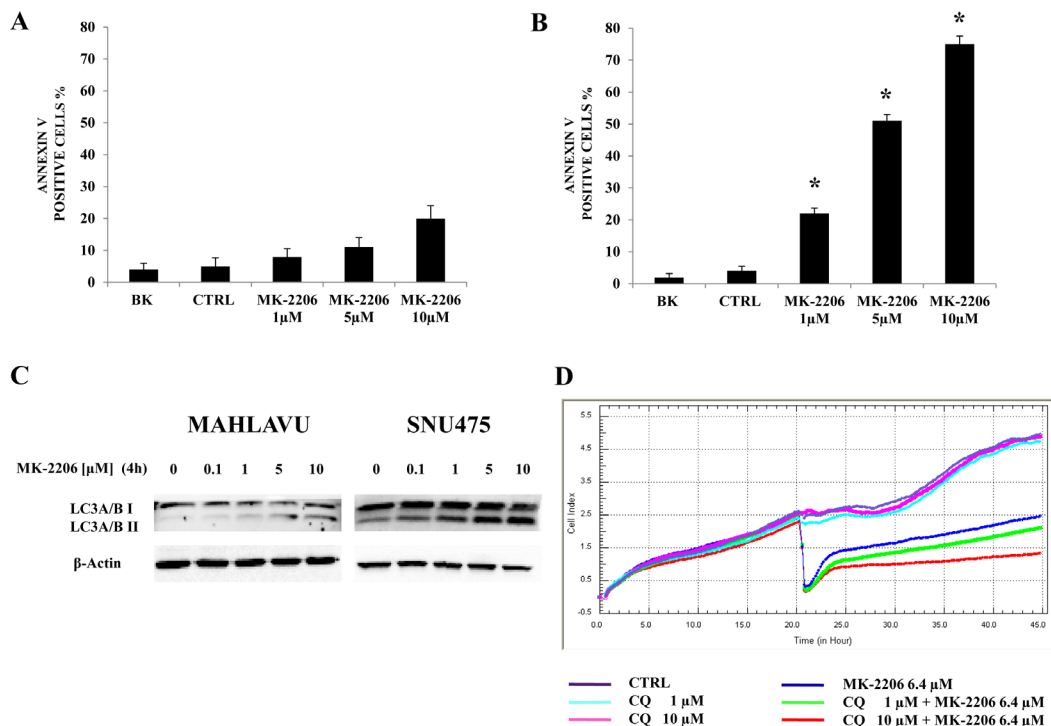 A
ANNEXIN V
POSITIVE CELLS %
80
70
60
50
40
30
20
10
0
BK
CTRL
MK-2206
1µM
MK-2206
5µM
MK-2206
10µM
B
ANNEXIN V
POSITIVE CELLS %
80
70
60
50
40
30
20
10
0
*
*
*
BK
CTRL
MK-2206
1µM
MK-2206
5µM
MK-2206
10µM
C
MAHLAVU SNU475
MK-2206 [µM] (4h) 0 0.1 1 5 10 0 0.1 1 5 10
LC3A/B I
LC3A/B II
β-Actin
D
Cell Index
5.5
4.5
3.5
2.5
1.5
0.5
-0.5
0.0 5.0 10.0 15.0 20.0 25.0 30.0 35.0 40.0 45.0
Time (in Hour)
CTRL
CQ 1 µM
CQ 10 µM
MK-2206 6.4 µM
CQ 1 µM + MK-2206 6.4 µM
CQ 10 µM + MK-2206 6.4 µM